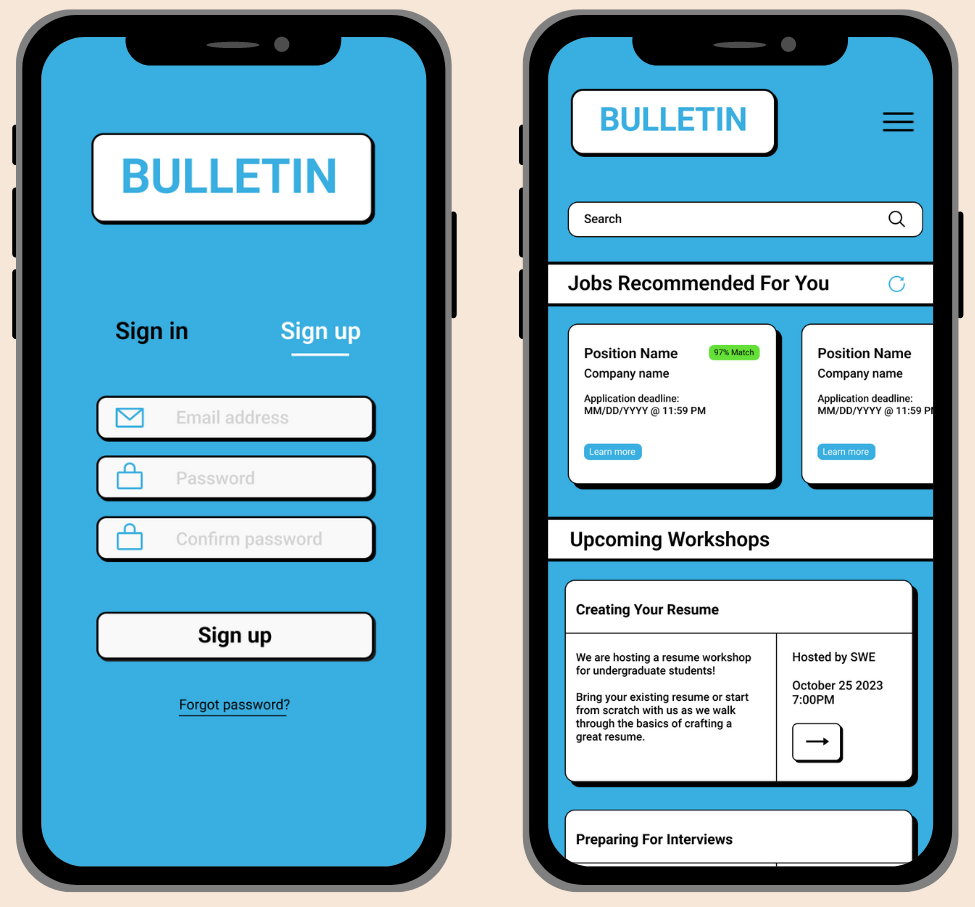 BULLETIN
Sign in
Sign up
Email address
Password
Confirm password
Sign up
Forgot password?
BULLETIN
Search
Jobs Recommended For You
Position Name
97% Match
Company name
Application deadline:
MM/DD/YYYY @ 11:59 PM
Learn more
Position Name
Company name
Application deadline:
MM/DD/YYYY @ 11:59 PM
Learn more
Upcoming Workshops
Creating Your Resume
We are hosting a resume workshop
for undergraduate students!
Bring your existing resume or start
from scratch with us as we walk
through the basics of crafting a
great resume.
Hosted by SWE
October 25 2023
7:00PM
Preparing For Interviews